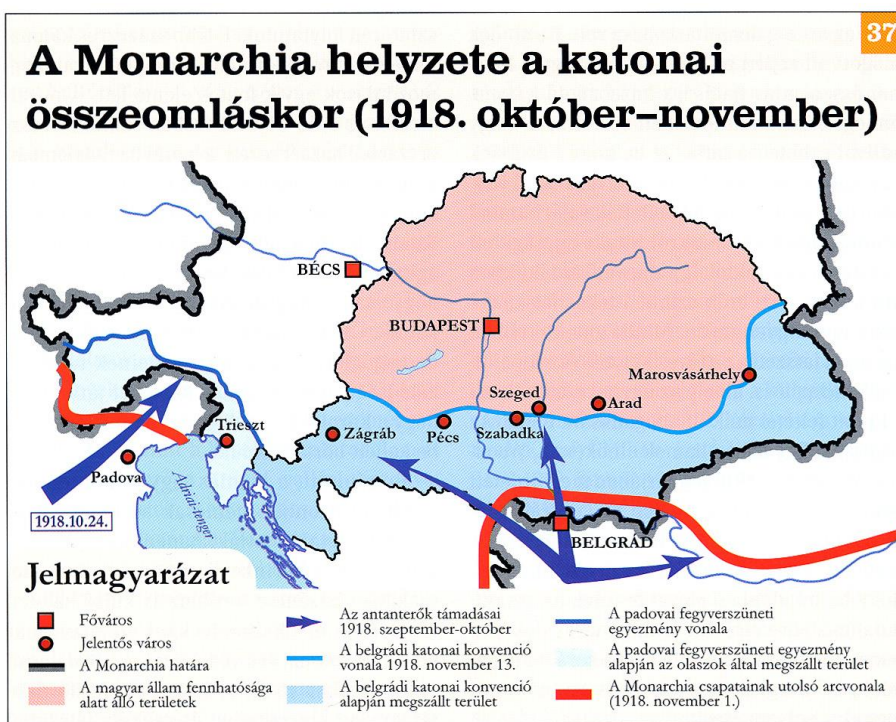 37
A Monarchia helyzete a katonai
összeomláskor (1918. október–november)
BÉCS
BUDAPEST
Marosvásárhely
Szeged
Arad
Trieszt
Zágráb
Pécs
Szabadka
Padova
Adriai-tenger
1918.10.24.
BELGRÁD
Jelmagyarázat
Főváros
Jelentős város
A Monarchia határa
A magyar állam fennhatósága
alatt álló területek
Az antanterők támadásai
1918. szeptember-október
A belgrádi katonai konvenció
vonala 1918. november 13.
A belgrádi katonai konvenció
alapján megszállt terület
A padovai fegyverszüneti
egyezmény vonala
A padovai fegyverszüneti egyezmény
alapján az olaszok által megszállt terület
A Monarchia csapatainak utolsó arcvonala
(1918. november 1.)